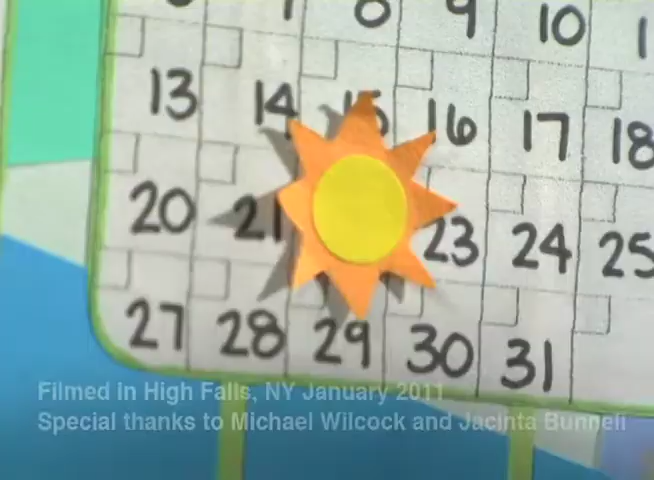 7 8 9 10
13 14 15 16 17 18
20 21 23 24 25
27 28 29 30 31
Filmed in High Falls, NY January 2011
Special thanks to Michael Wilcock and Jacinta Bunnell